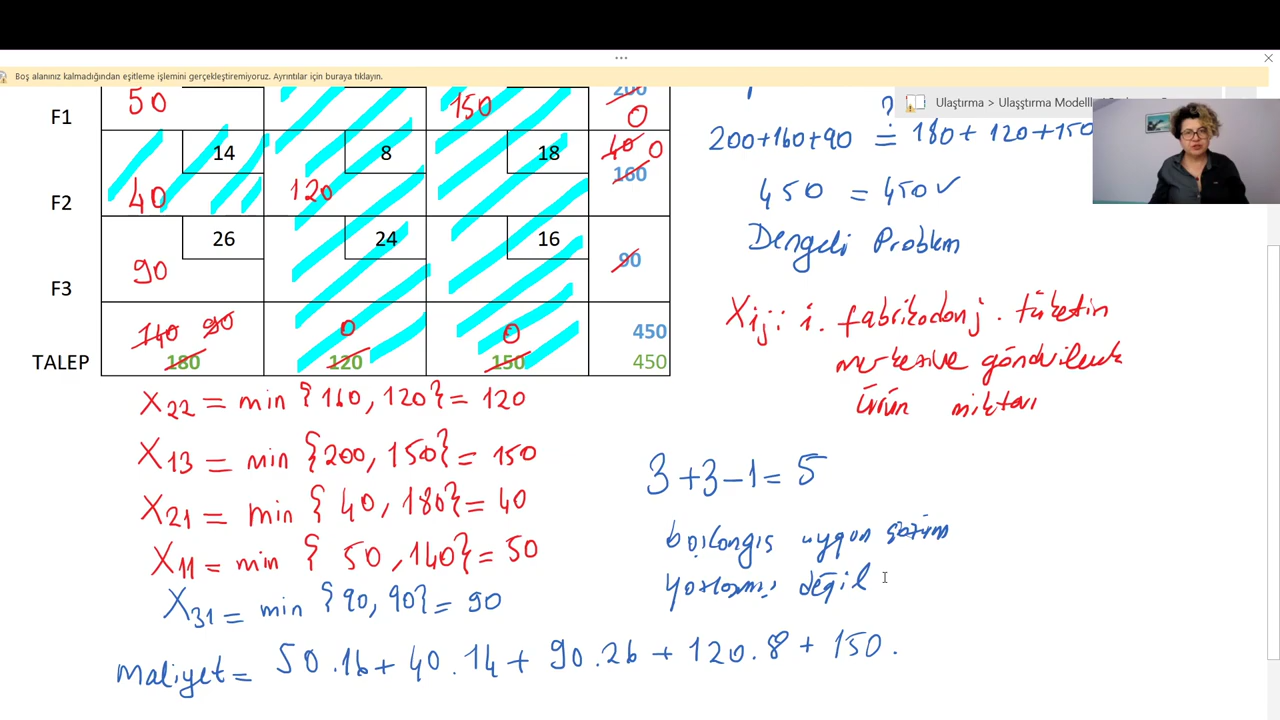 Boş alanınız kalmadığından eşitleme işlemini gerçekleştiremiyoruz. Ayrıntılar için buraya tıklayın.
Ulaştırma > Ulaşştırma Modelll
F1 50 150 200 0
200+160+90 ≟ 180+120+150
14 8 18 40 0
F2 40 120 160
450 = 450 ✓
26 24 16
Dengeli Problem
F3 90 90
140 90 0 0 450
TALEP 180 120 150 450
Xij: i. fabrikadan j. tüketim
merkezine gönderilecek
ürün miktarı
X22 = min {160, 120} = 120
X13 = min {200, 150} = 150
X21 = min { 40, 180} = 40
X11 = min { 50, 140} = 50
X31 = min {90, 90} = 90
3+3-1 = 5
başlangıç uygun çözüm
yozlaşmış değil
Maliyet = 50.16 + 40.14 + 90.26 + 120.8 + 150.